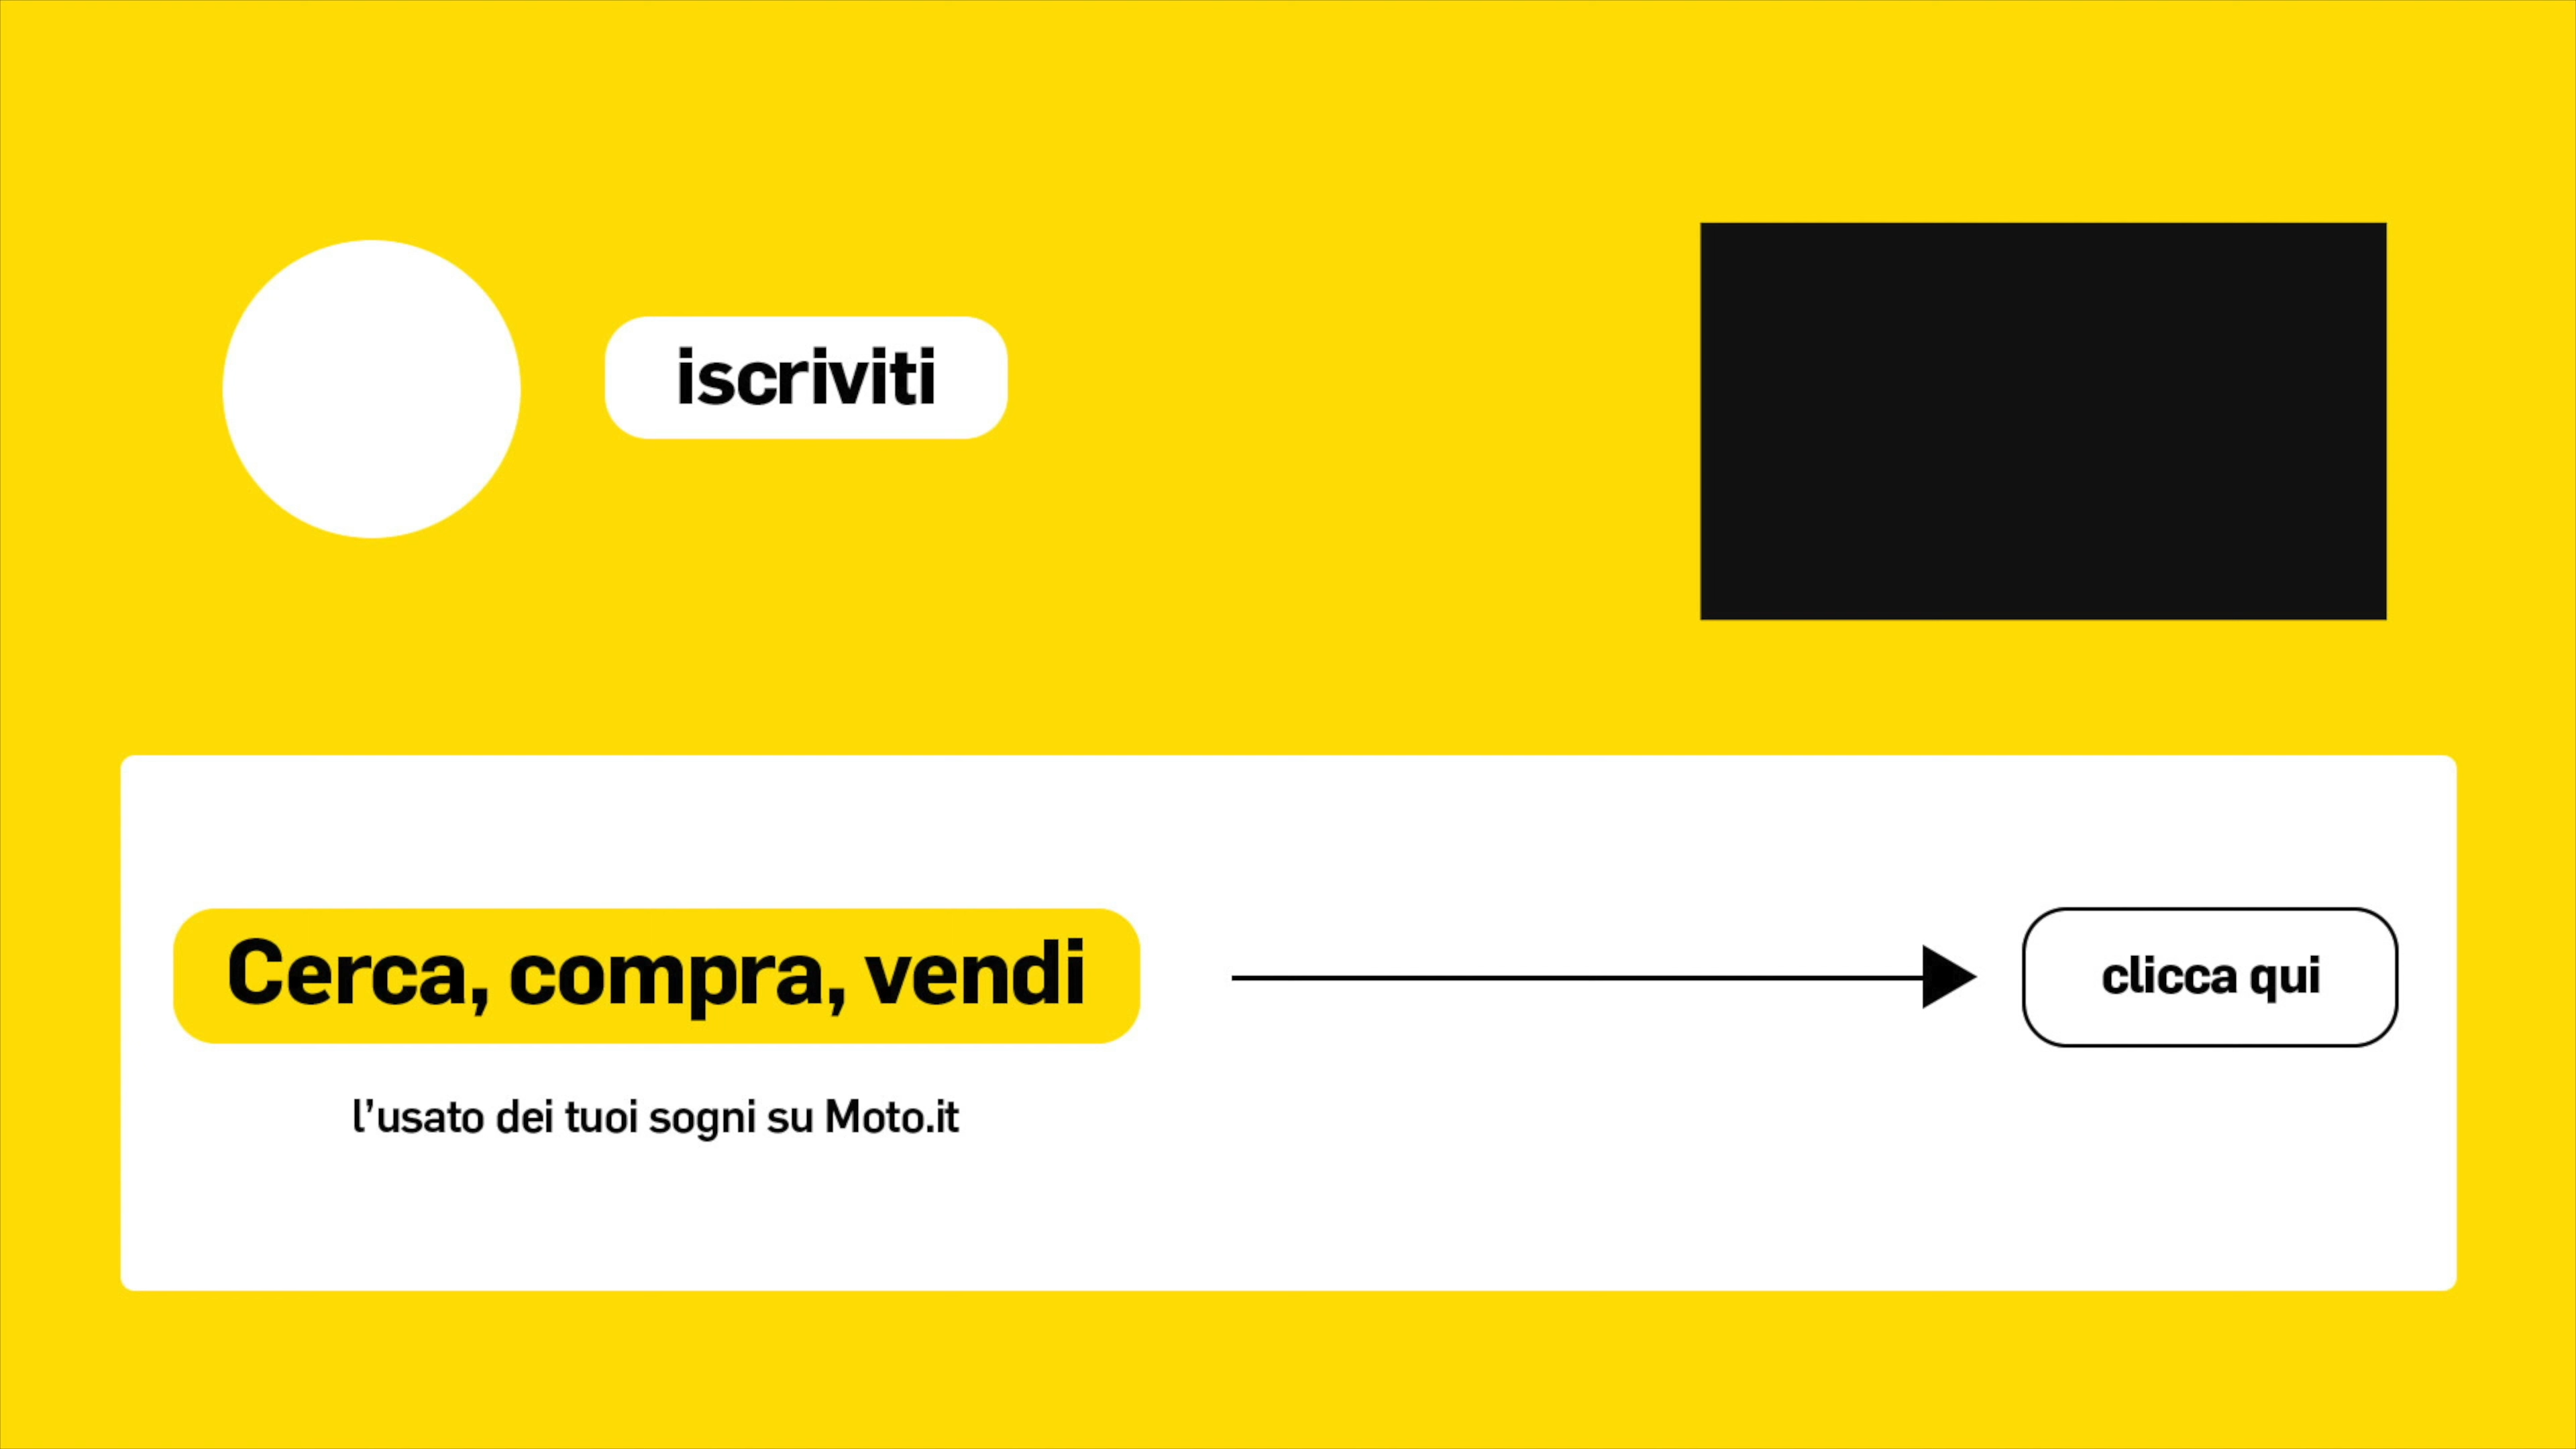 iscriviti
Cerca, compra, vendi
clicca qui
l’usato dei tuoi sogni su Moto.it